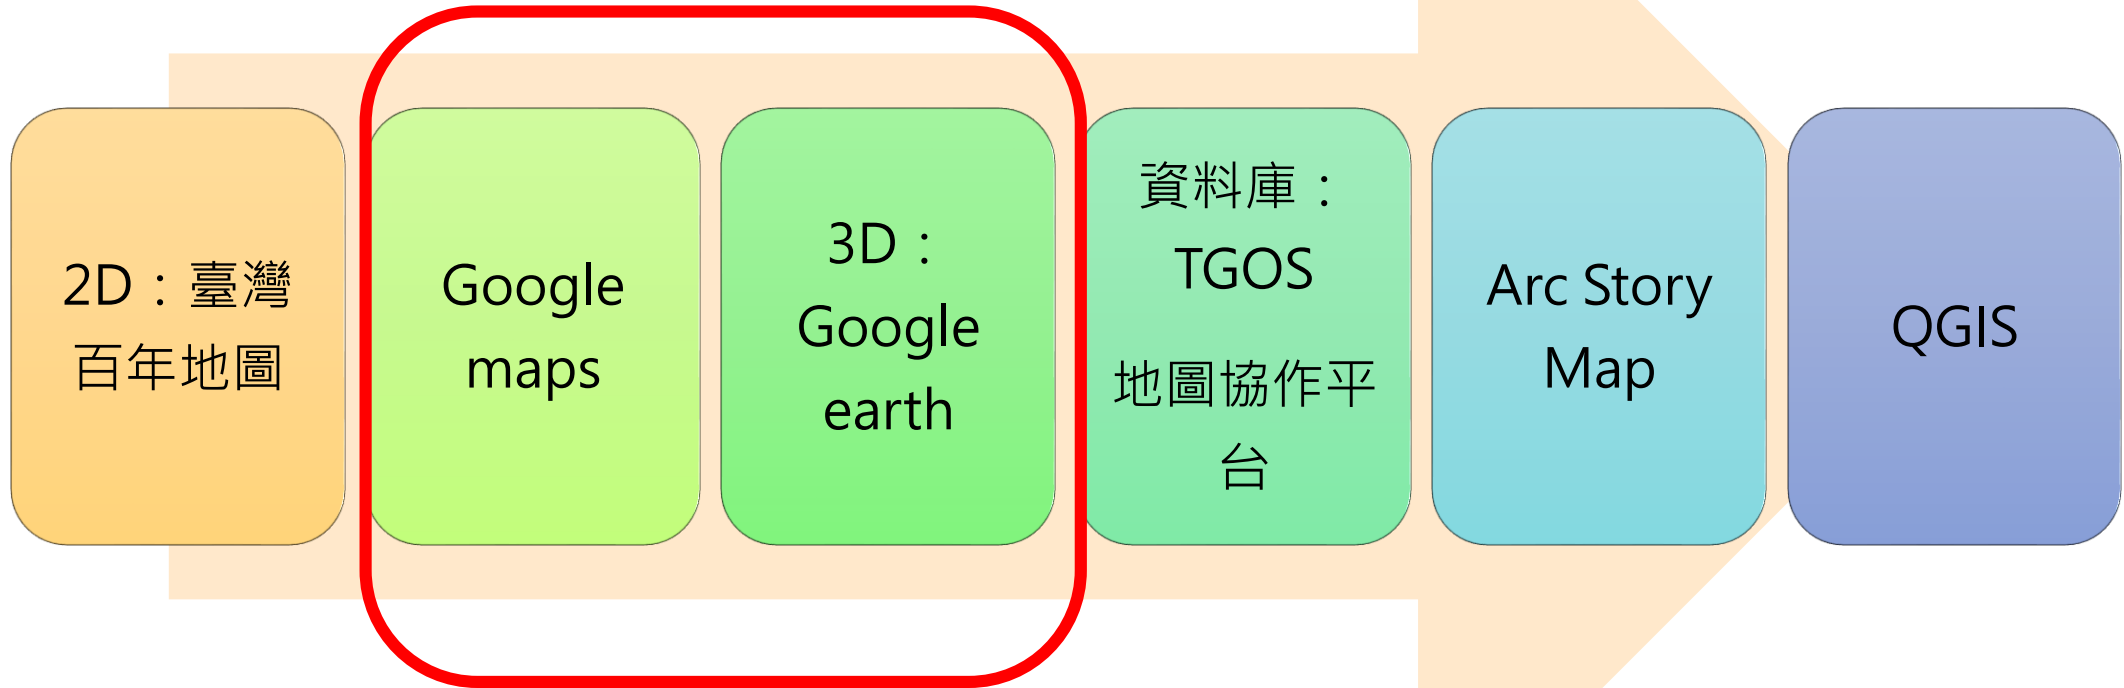 2D：臺灣
百年地圖
Google
maps
3D：
Google
earth
資料庫：
TGOS
地圖協作平
台
Arc Story
Map
QGIS